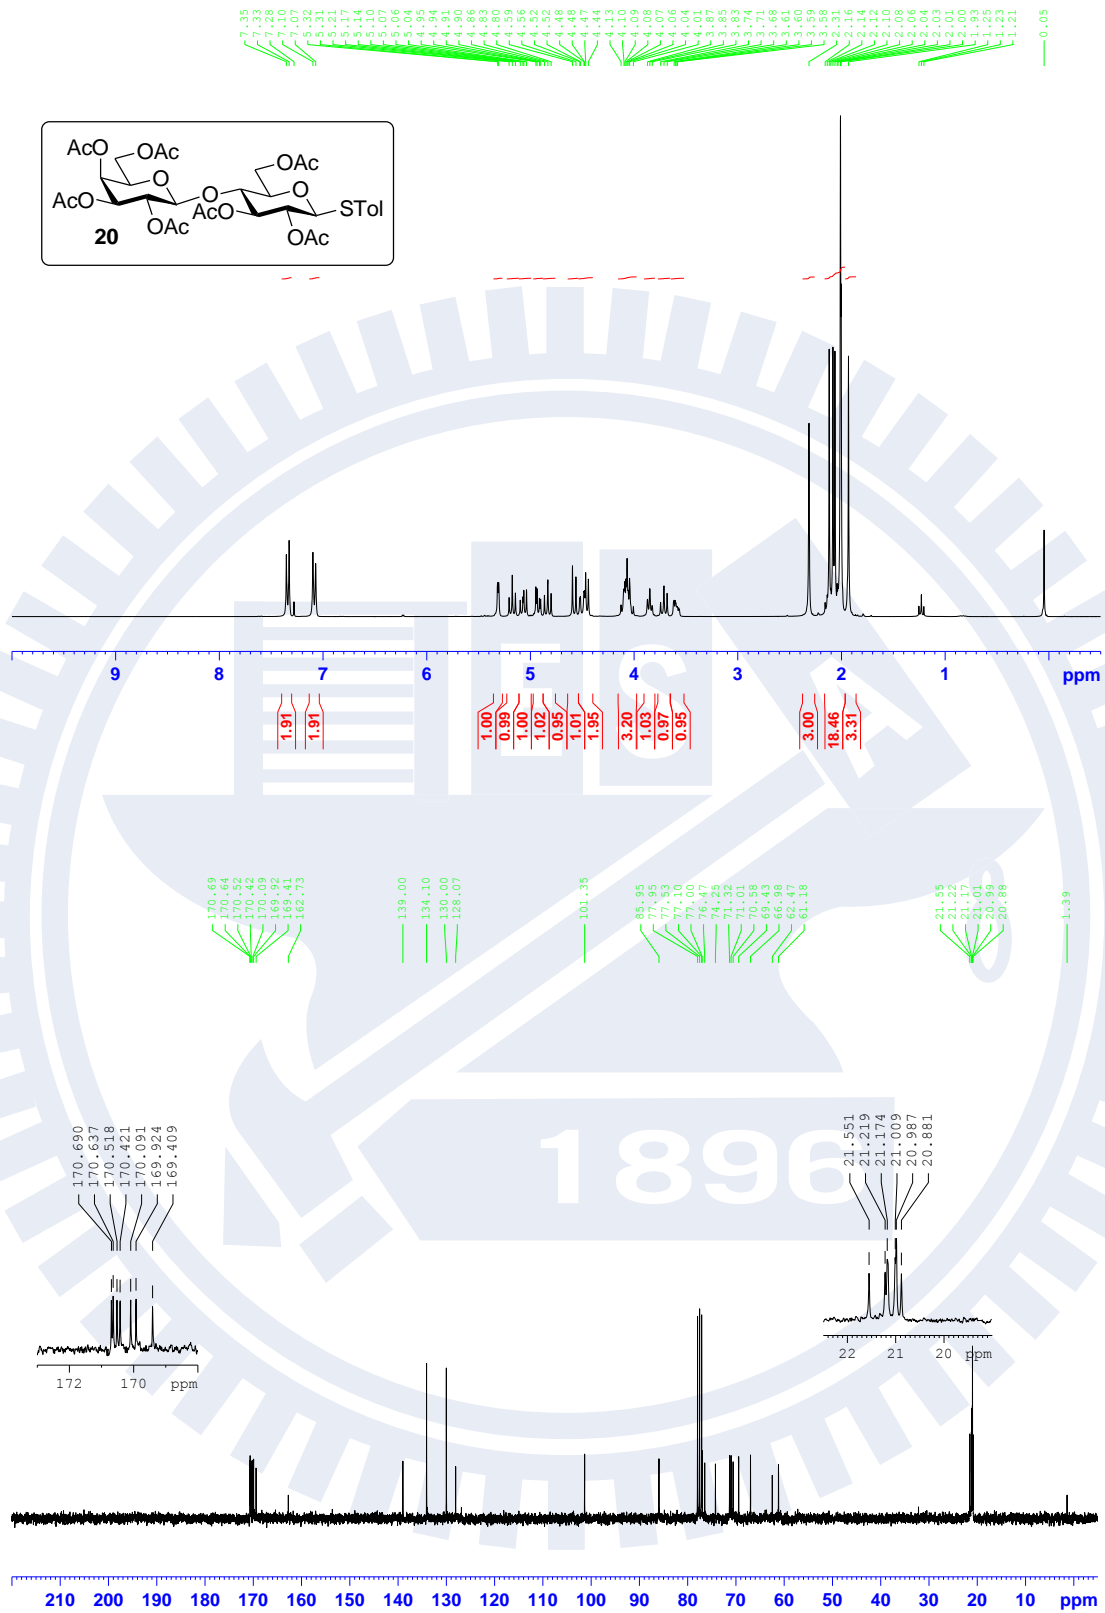 7.35 7.33 7.28 7.10 7.07 5.32 5.31 5.21 5.17 5.14 5.10 5.07 5.06 5.04 4.95 4.94 4.91 4.90 4.86 4.83 4.80 4.59 4.56 4.52 4.52 4.48 4.48 4.47 4.44 4.13 4.10 4.09 4.08 4.07 4.06 4.04 4.01 3.87 3.85 3.83 3.74 3.71 3.68 3.61 3.60 3.59 3.58 2.31 2.16 2.14 2.12 2.10 2.08 2.06 2.04 2.03 2.01 2.00 1.93 1.25 1.23 1.21 0.05
AcO OAc OAc
O O
AcO O STol
OAc AcO
20 OAc
9 8 7 6 5 4 3 2 1 ppm
1.91 1.91 1.00 0.99 1.00 1.02 0.95 1.01 1.95 3.20 1.03 0.97 0.95 3.00 18.46 3.31
ES
A
170.69 170.64 170.52 170.42 170.09 169.92 169.41 162.73 139.00 134.10 130.00 128.07 101.35 85.95 77.95 77.53 77.10 77.00 76.47 74.25 71.32 71.01 70.58 69.43 66.98 62.47 61.18 21.55 21.22 21.17 21.01 20.99 20.88 1.39
1896
170.690 170.637 170.518 170.421 170.091 169.924 169.409
21.551 21.219 21.174 21.009 20.987 20.881
22 21 20 ppm
172 170 ppm
210 200 190 180 170 160 150 140 130 120 110 100 90 80 70 60 50 40 30 20 10 ppm